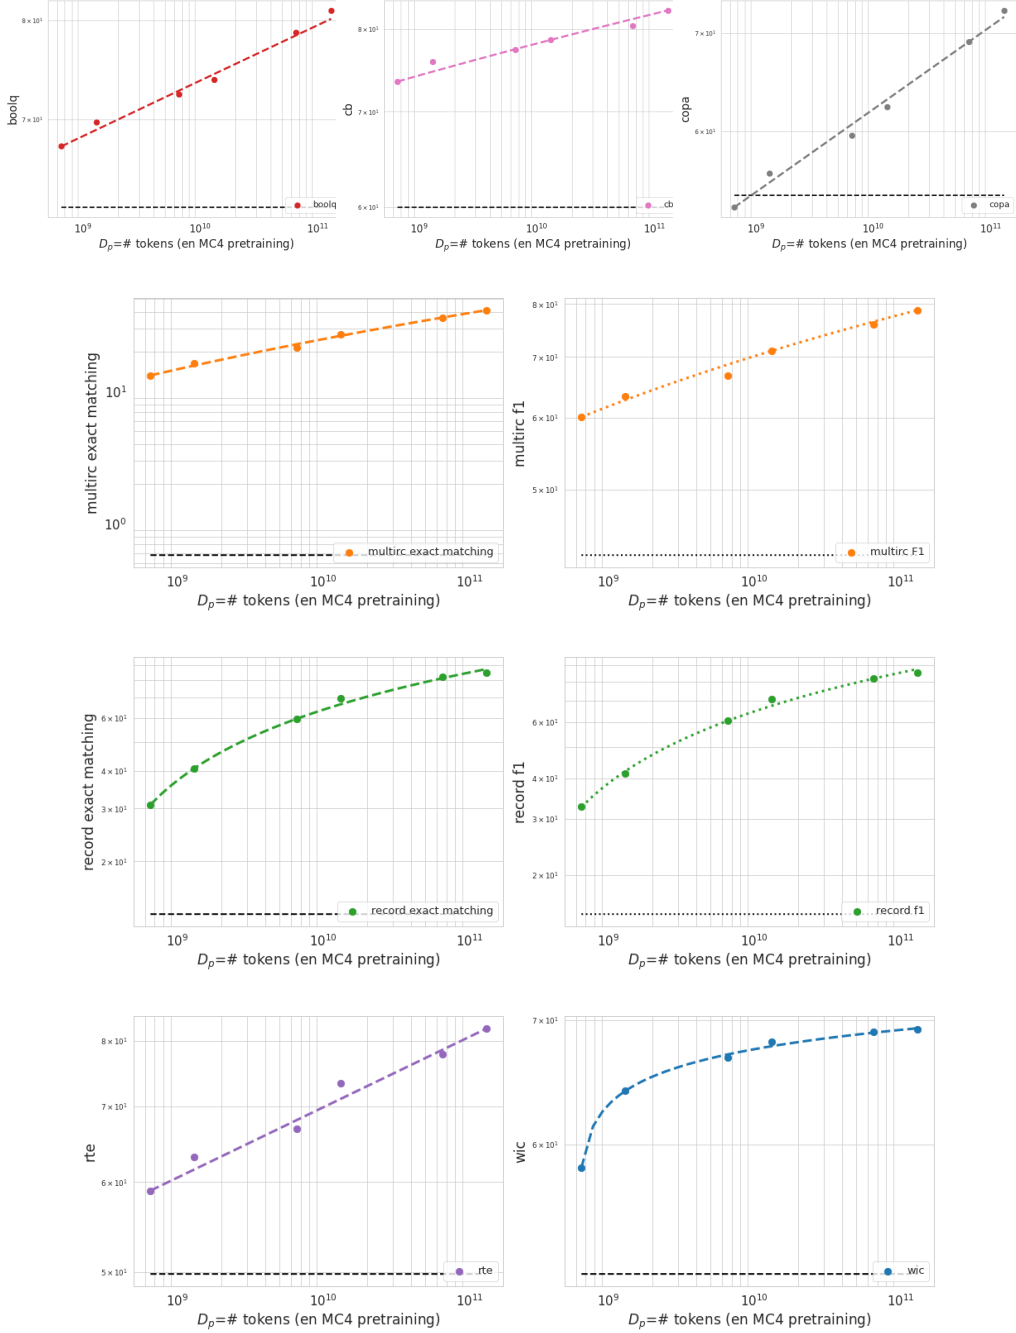 8 × 10¹
7 × 10¹
boolq
boolq
10⁹
10¹⁰
10¹¹
Dₚ=# tokens (en MC4 pretraining)
8 × 10¹
7 × 10¹
6 × 10¹
cb
cb
10⁹
10¹⁰
10¹¹
Dₚ=# tokens (en MC4 pretraining)
7 × 10¹
6 × 10¹
copa
copa
10⁹
10¹⁰
10¹¹
Dₚ=# tokens (en MC4 pretraining)
10¹
10⁰
multirc exact matching
multirc exact matching
10⁹
10¹⁰
10¹¹
Dₚ=# tokens (en MC4 pretraining)
8 × 10¹
7 × 10¹
6 × 10¹
5 × 10¹
multirc f1
multirc F1
10⁹
10¹⁰
10¹¹
Dₚ=# tokens (en MC4 pretraining)
6 × 10¹
4 × 10¹
3 × 10¹
2 × 10¹
record exact matching
record exact matching
10⁹
10¹⁰
10¹¹
Dₚ=# tokens (en MC4 pretraining)
6 × 10¹
4 × 10¹
3 × 10¹
2 × 10¹
record f1
record f1
10⁹
10¹⁰
10¹¹
Dₚ=# tokens (en MC4 pretraining)
8 × 10¹
7 × 10¹
6 × 10¹
5 × 10¹
rte
rte
10⁹
10¹⁰
10¹¹
Dₚ=# tokens (en MC4 pretraining)
7 × 10¹
6 × 10¹
wic
wic
10⁹
10¹⁰
10¹¹
Dₚ=# tokens (en MC4 pretraining)